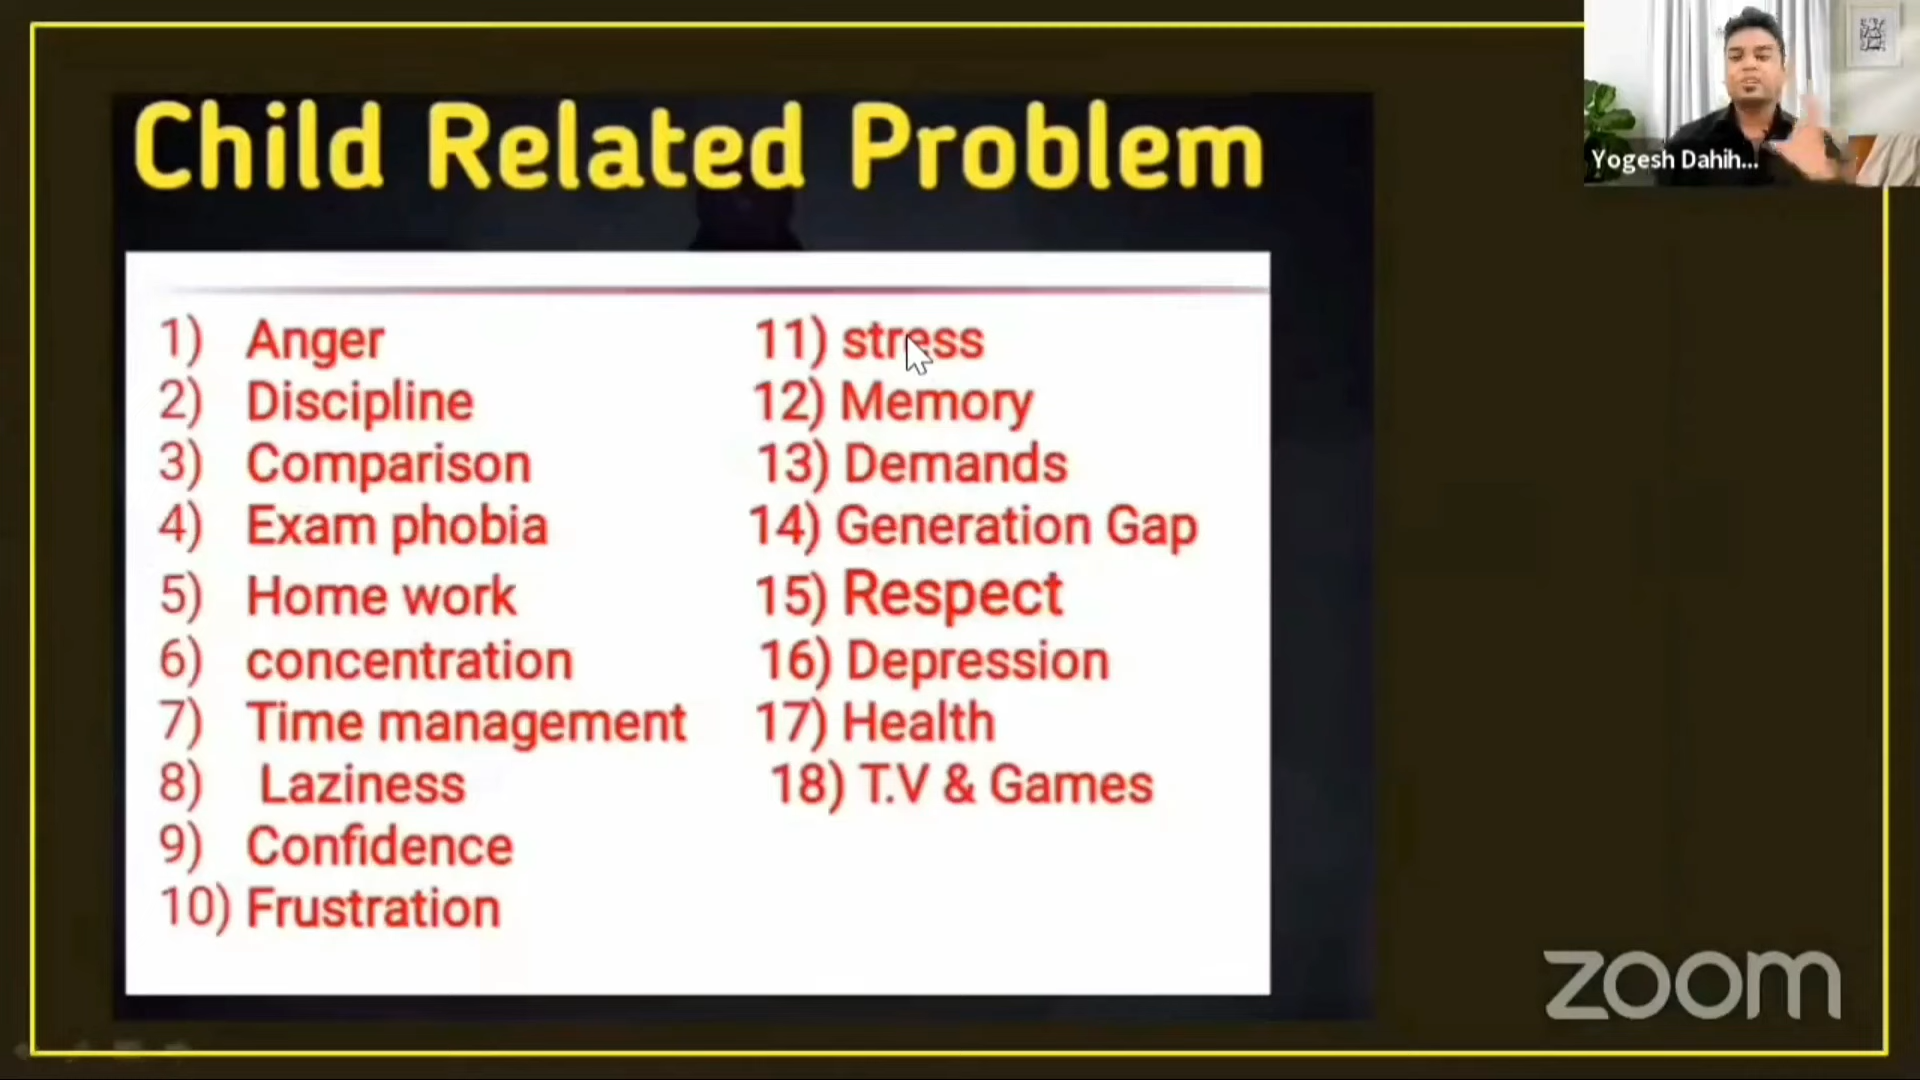 Child Related Problem
Yogesh Dahih...
1) Anger
2) Discipline
3) Comparison
4) Exam phobia
5) Home work
6) concentration
7) Time management
8) Laziness
9) Confidence
10) Frustration
11) stress
12) Memory
13) Demands
14) Generation Gap
15) Respect
16) Depression
17) Health
18) T.V & Games
zoom